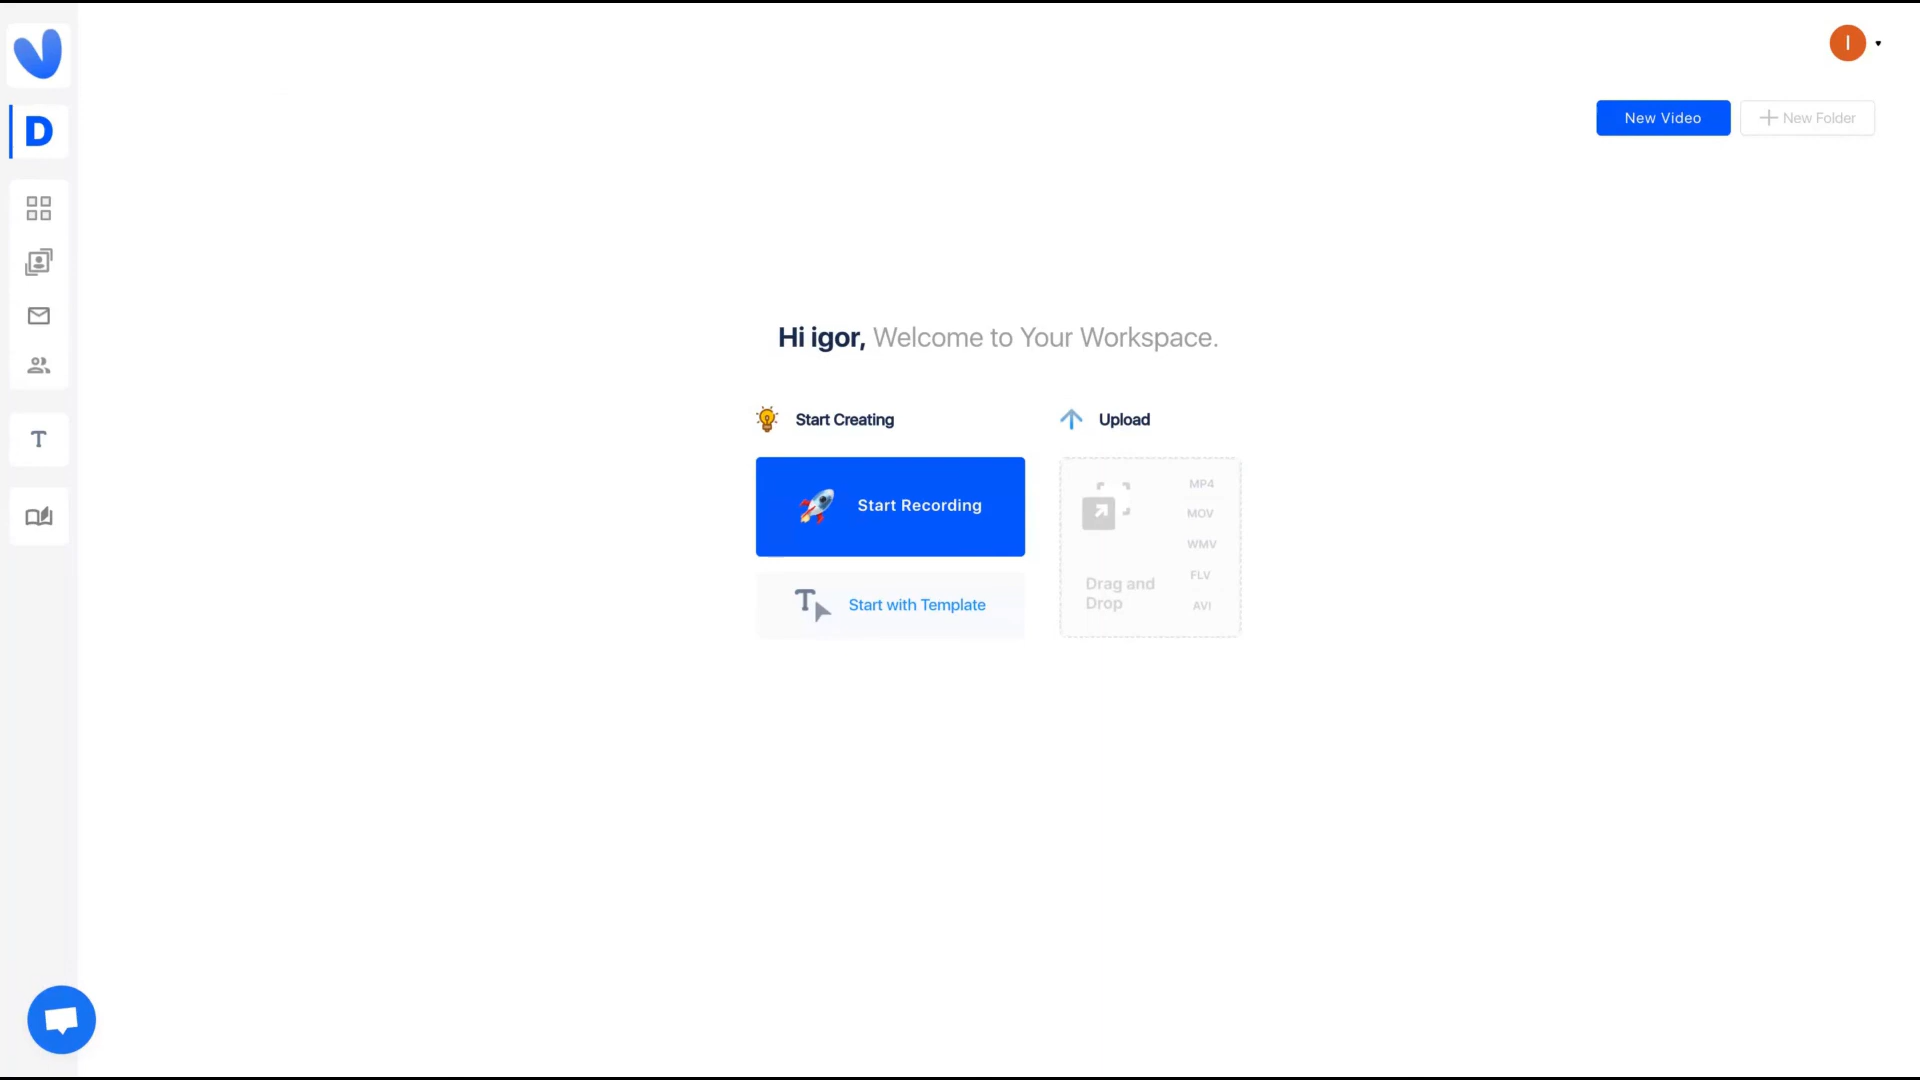 I
New Video
New Folder
D
Hi igor, Welcome to Your Workspace.
Start Creating
Upload
Start Recording
MP4
MOV
WMV
FLV
AVI
Drag and
Drop
T
Start with Template
T